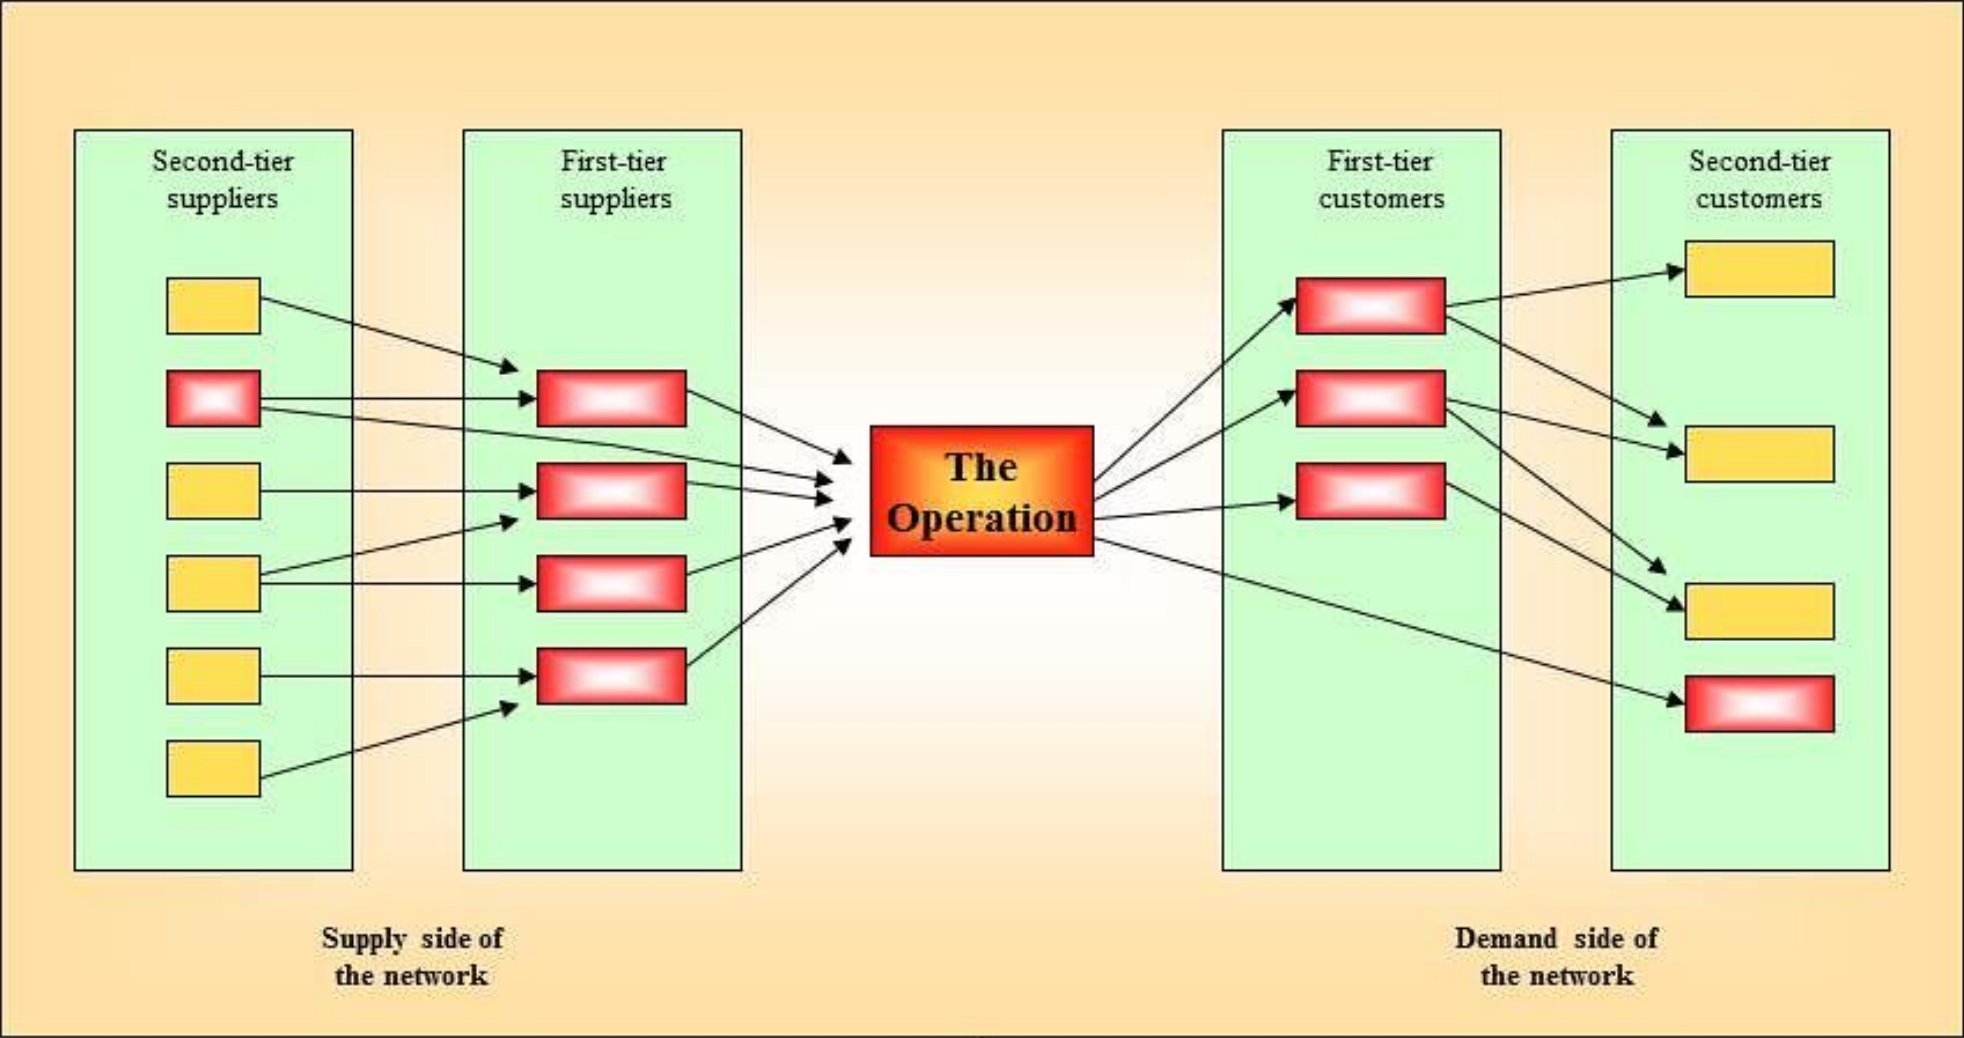 Second-tier
suppliers
First-tier
suppliers
First-tier
customers
Second-tier
customers
The
Operation
Supply side of
the network
Demand side of
the network